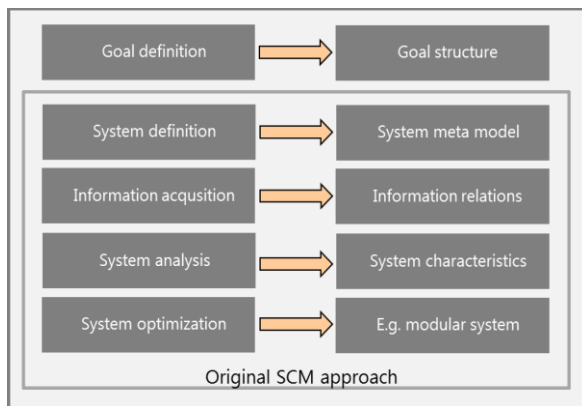 Goal definition
Goal structure
System definition
System meta model
Information acqusition
Information relations
System analysis
System characteristics
System optimization
E.g. modular system
Original SCM approach